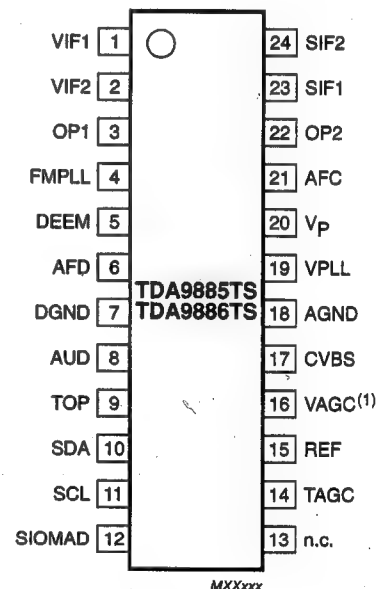 VIF1 1 24 SIF2
VIF2 2 23 SIF1
OP1 3 22 OP2
FMPLL 4 21 AFC
DEEM 5 20 VP
AFD 6 19 VPLL
TDA9885TS
DGND 7 TDA9886TS 18 AGND
AUD 8 17 CVBS
TOP 9 16 VAGC(1)
SDA 10 15 REF
SCL 11 14 TAGC
SIOMAD 12 13 n.c.
MXXxxx